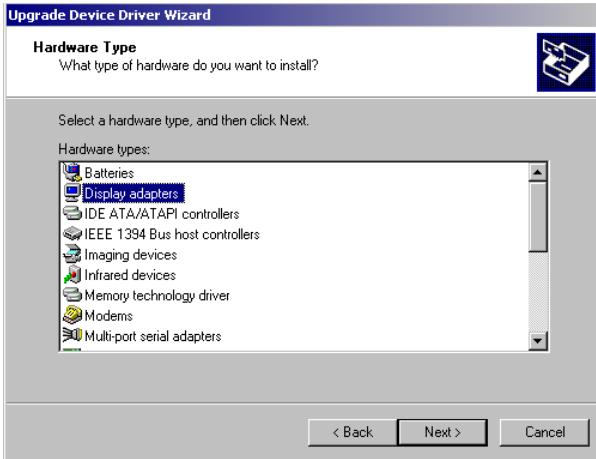 Upgrade Device Driver Wizard
Hardware Type
What type of hardware do you want to install?
Select a hardware type, and then click Next.
Hardware types:
Batteries
Display adapters
IDE ATA/ATAPI controllers
IEEE 1394 Bus host controllers
Imaging devices
Infrared devices
Memory technology driver
Modems
Multi-port serial adapters
< Back Next > Cancel